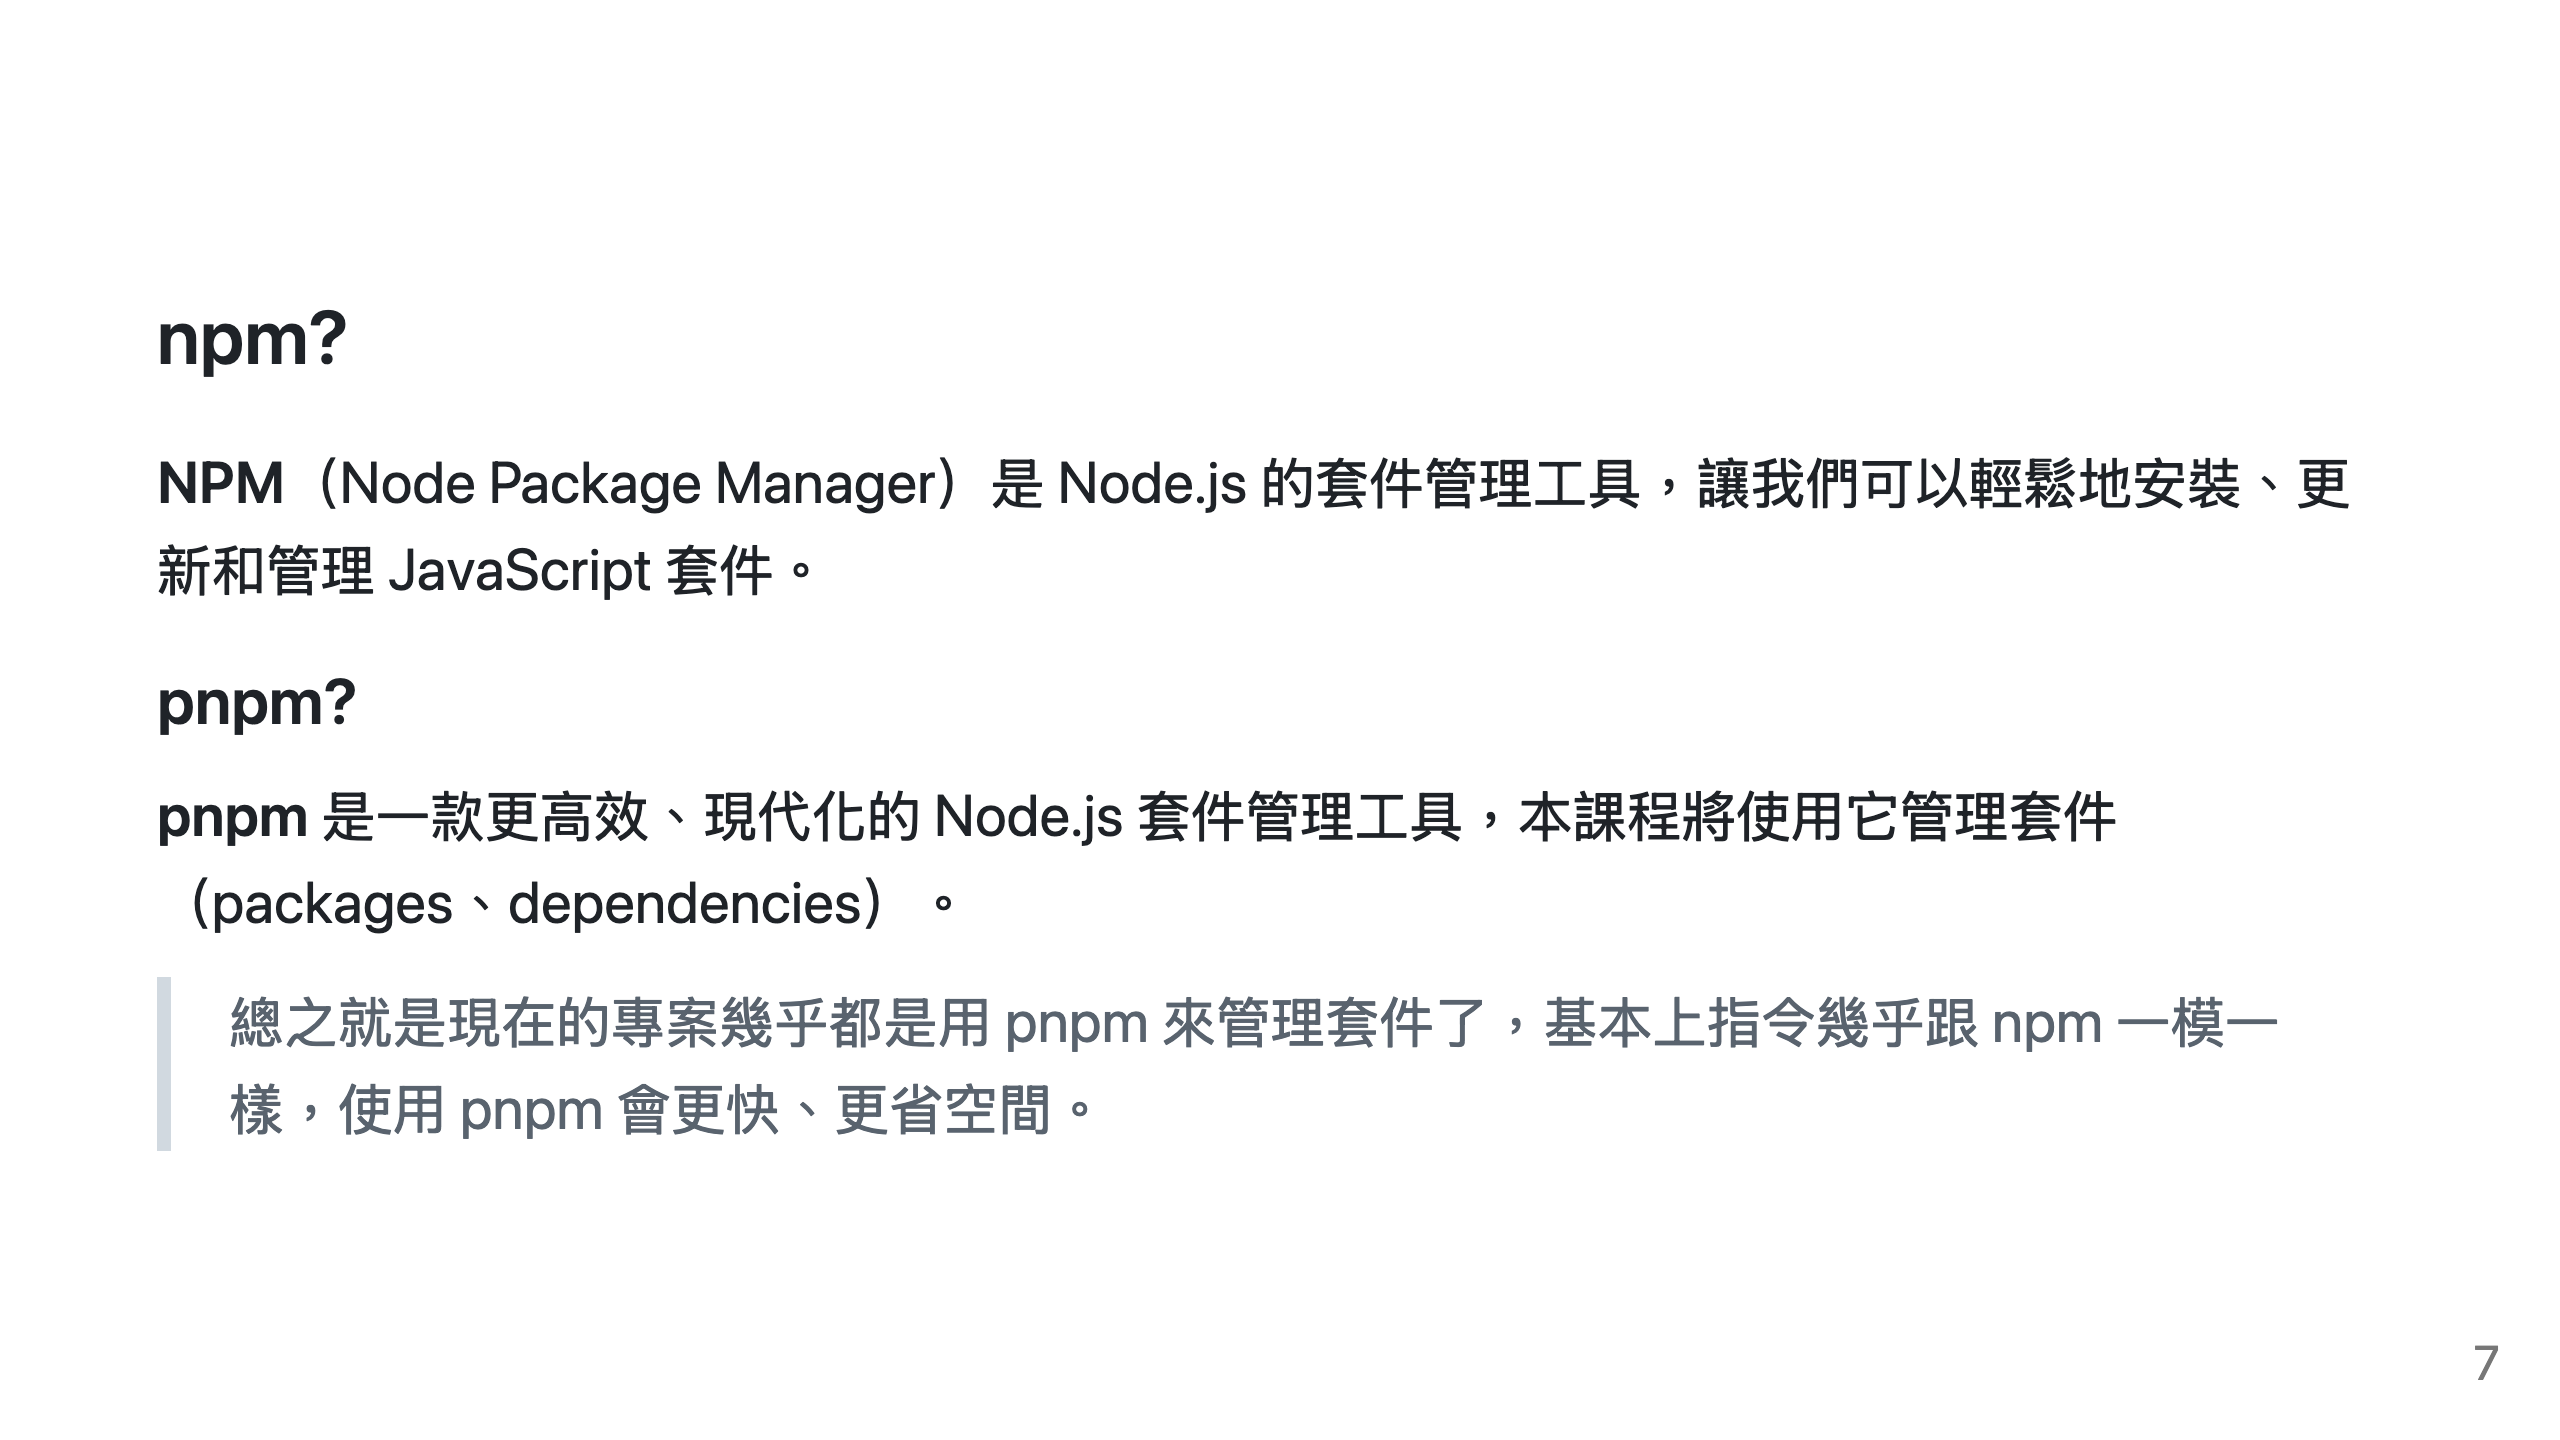 npm?
NPM（Node Package Manager）是 Node.js 的套件管理工具，讓我們可以輕鬆地安裝、更
新和管理 JavaScript 套件。
pnpm?
pnpm 是一款更高效、現代化的 Node.js 套件管理工具，本課程將使用它管理套件
（packages、dependencies）。
總之就是現在的專案幾乎都是用 pnpm 來管理套件了，基本上指令幾乎跟 npm 一模一
樣，使用 pnpm 會更快、更省空間。
7